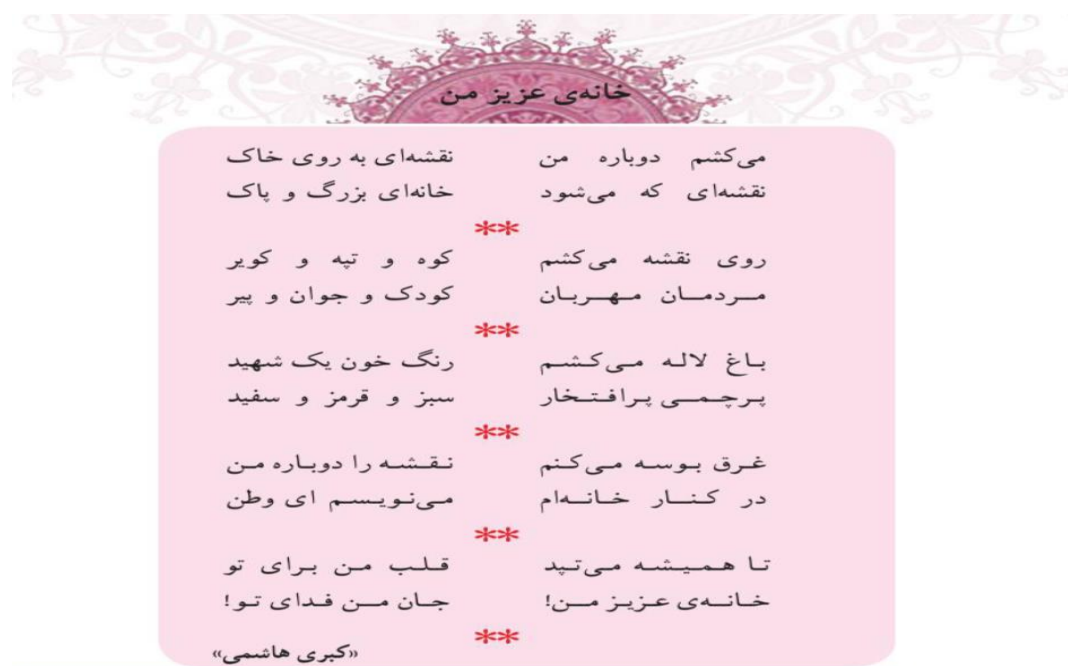 خانه‌ی عزیز من
می‌کشم دوباره من نقشه‌ای به روی خاک
نقشه‌ای که می‌شود خانه‌ای بزرگ و پاک
**
روی نقشه می‌کشم کوه و تپه و کویر
مردمان مهربان کودک و جوان و پیر
**
باغ لاله می‌کشم رنگ خون یک شهید
پرچمی پرافتخار سبز و قرمز و سفید
**
غرق بوسه می‌کنم نقشه را دوباره من
در کنار خانه‌ام می‌نویسم ای وطن
**
تا همیشه می‌تپد قلب من برای تو
خانه‌ی عزیز من! جان من فدای تو!
**
«کبری هاشمی»